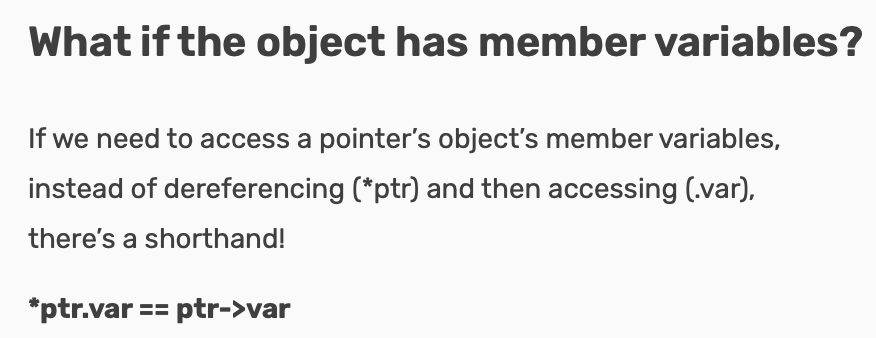 What if the object has member variables?
If we need to access a pointer’s object’s member variables,
instead of dereferencing (*ptr) and then accessing (.var),
there’s a shorthand!
*ptr.var == ptr->var